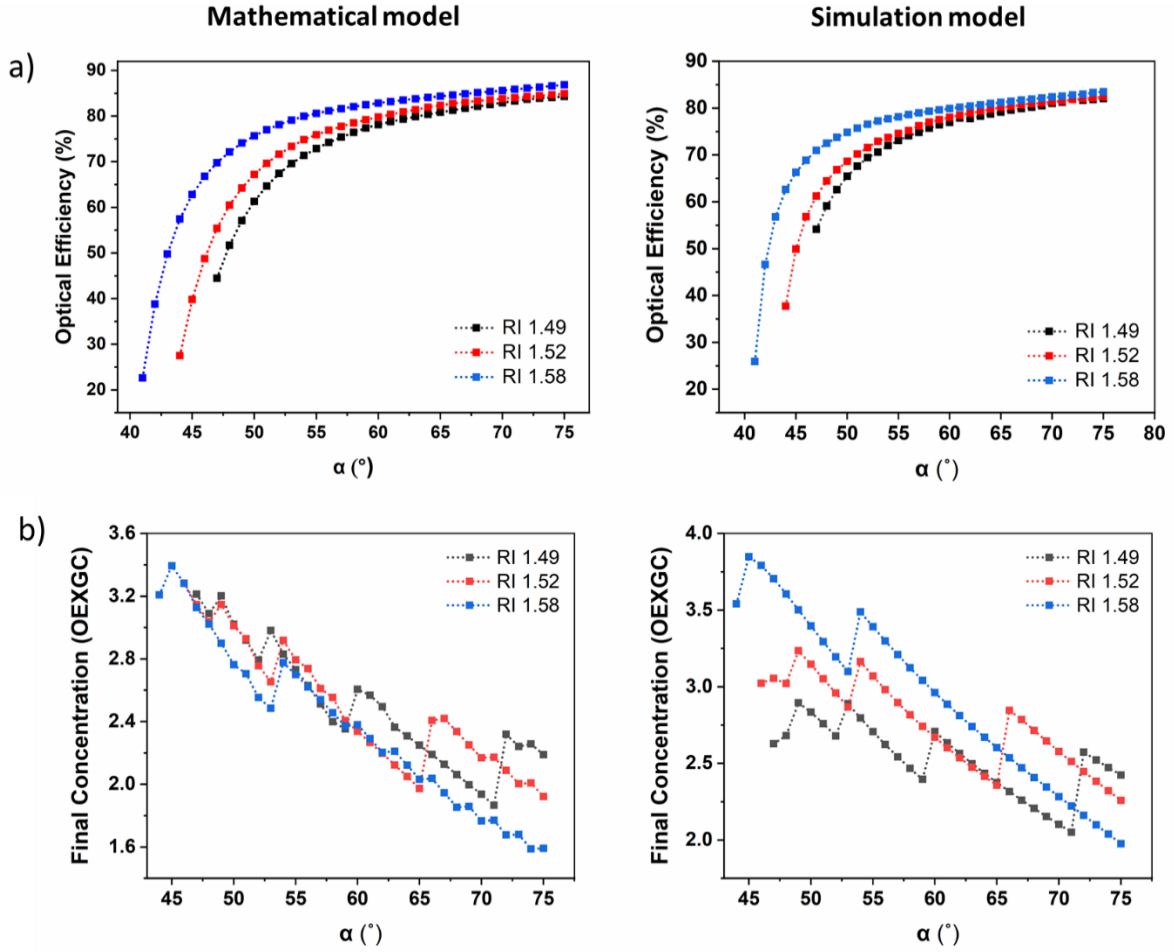 Mathematical model
Simulation model
a)
Optical Efficiency (%)
90
80
70
60
50
40
30
20
40 45 50 55 60 65 70 75
α (°)
RI 1.49
RI 1.52
RI 1.58
Optical Efficiency (%)
90
80
70
60
50
40
30
20
40 45 50 55 60 65 70 75 80
α (˚)
RI 1.49
RI 1.52
RI 1.58
b)
Final Concentration (OEXGC)
3.6
3.2
2.8
2.4
2.0
1.6
45 50 55 60 65 70 75
α (˚)
RI 1.49
RI 1.52
RI 1.58
Final Concentration (OEXGC)
4.0
3.5
3.0
2.5
2.0
45 50 55 60 65 70 75
α (˚)
RI 1.49
RI 1.52
RI 1.58